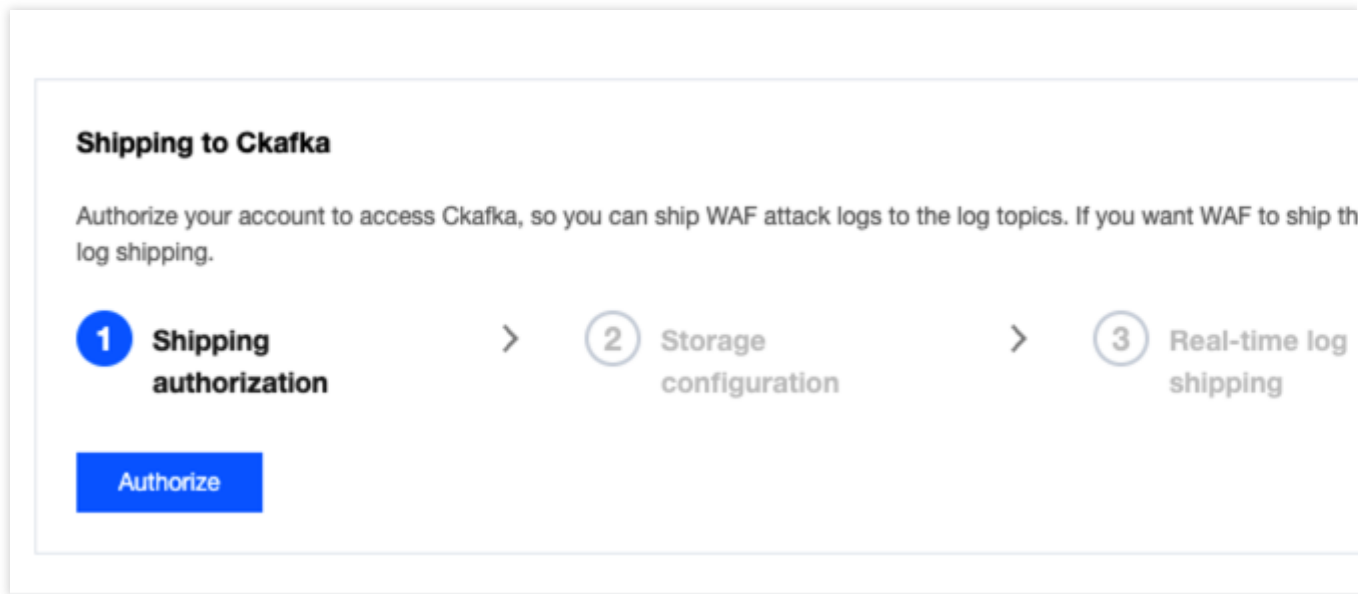 Shipping to Ckafka
Authorize your account to access Ckafka, so you can ship WAF attack logs to the log topics. If you want WAF to ship th
log shipping.
1 Shipping authorization > 2 Storage configuration > 3 Real-time log shipping
Authorize